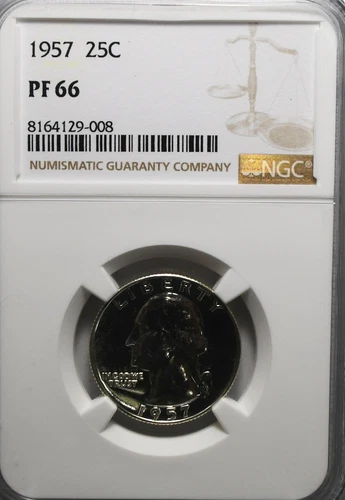 1957 25C
PF 66
8164129-008
NUMISMATIC GUARANTY COMPANY
NGC
LIBERTY
IN GOD WE
TRUST
1957